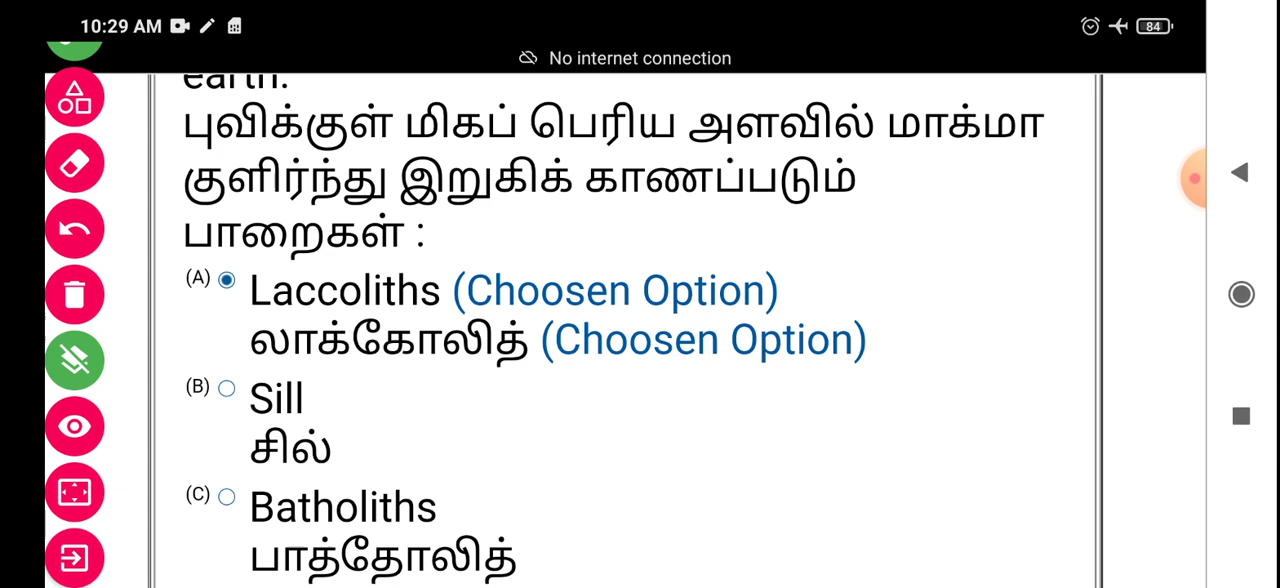 10:29 AM
84
No internet connection
earth.
புவிக்குள் மிகப் பெரிய அளவில் மாக்மா
குளிர்ந்து இறுகிக் காணப்படும்
பாறைகள் :
(A) Laccoliths (Choosen Option)
லாக்கோலித் (Choosen Option)
(B) Sill
சில்
(C) Batholiths
பாத்தோலித்